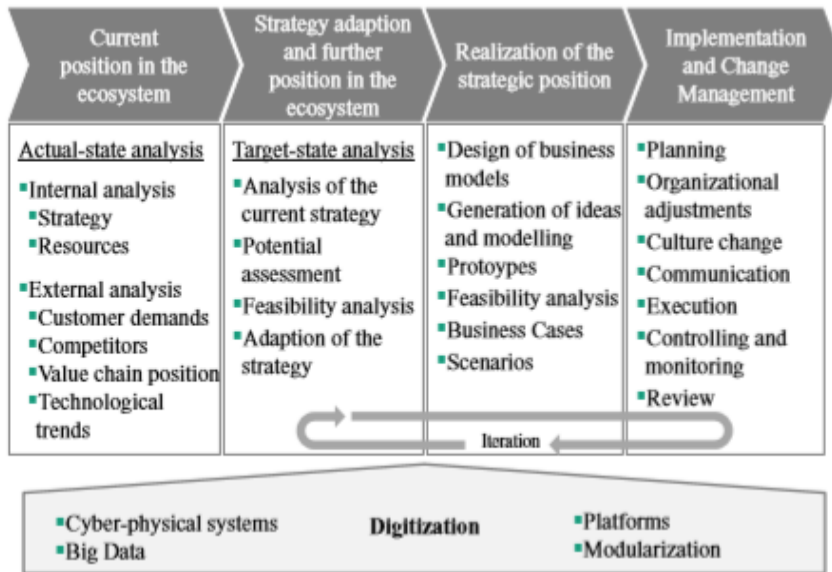 Current
position in the
ecosystem
Strategy adaption
and further
position in the
ecosystem
Realization of the
strategic position
Implementation
and Change
Management
Actual-state analysis
▪Internal analysis
▪Strategy
▪Resources
▪External analysis
▪Customer demands
▪Competitors
▪Value chain position
▪Technological
trends
Target-state analysis
▪Analysis of the
current strategy
▪Potential
assessment
▪Feasibility analysis
▪Adaption of the
strategy
▪Design of business
models
▪Generation of ideas
and modelling
▪Protoypes
▪Feasibility analysis
▪Business Cases
▪Scenarios
▪Planning
▪Organizational
adjustments
▪Culture change
▪Communication
▪Execution
▪Controlling and
monitoring
▪Review
Iteration
▪Cyber-physical systems
▪Big Data
Digitization
▪Platforms
▪Modularization